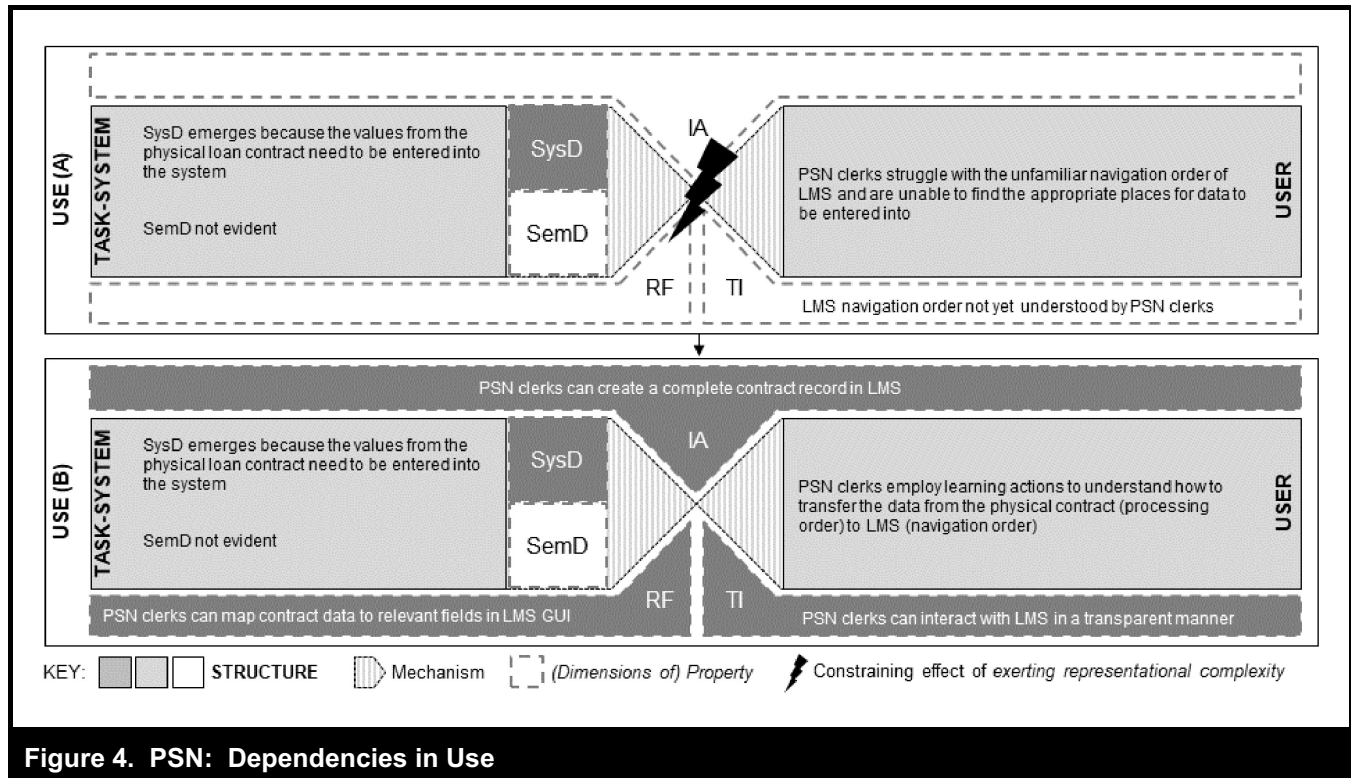 USE (A)
TASK-SYSTEM
SysD emerges because the values from the
physical loan contract need to be entered into
the system
SemD not evident
SysD
SemD
IA
RF
TI
PSN clerks struggle with the unfamiliar navigation order of
LMS and are unable to find the appropriate places for data to
be entered into
USER
LMS navigation order not yet understood by PSN clerks
USE (B)
PSN clerks can create a complete contract record in LMS
TASK-SYSTEM
SysD emerges because the values from the
physical loan contract need to be entered into
the system
SemD not evident
SysD
SemD
IA
RF
TI
PSN clerks employ learning actions to understand how to
transfer the data from the physical contract (processing
order) to LMS (navigation order)
USER
PSN clerks can map contract data to relevant fields in LMS GUI
PSN clerks can interact with LMS in a transparent manner
KEY: STRUCTURE Mechanism (Dimensions of) Property Constraining effect of exerting representational complexity
Figure 4. PSN: Dependencies in Use